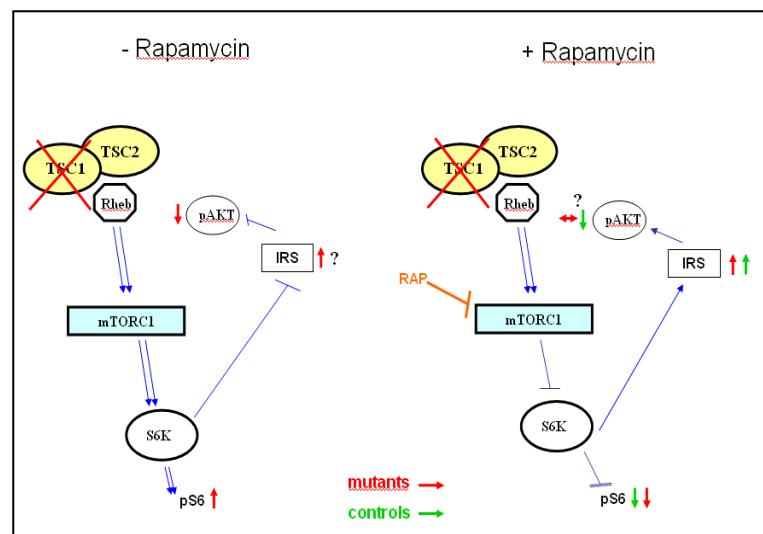 - Rapamycin
TSC2
TSC1
Rheb
pAKT
IRS ?
mTORC1
S6K
pS6
+ Rapamycin
TSC2
TSC1
Rheb
?
pAKT
IRS
RAP
mTORC1
S6K
pS6
mutants
controls